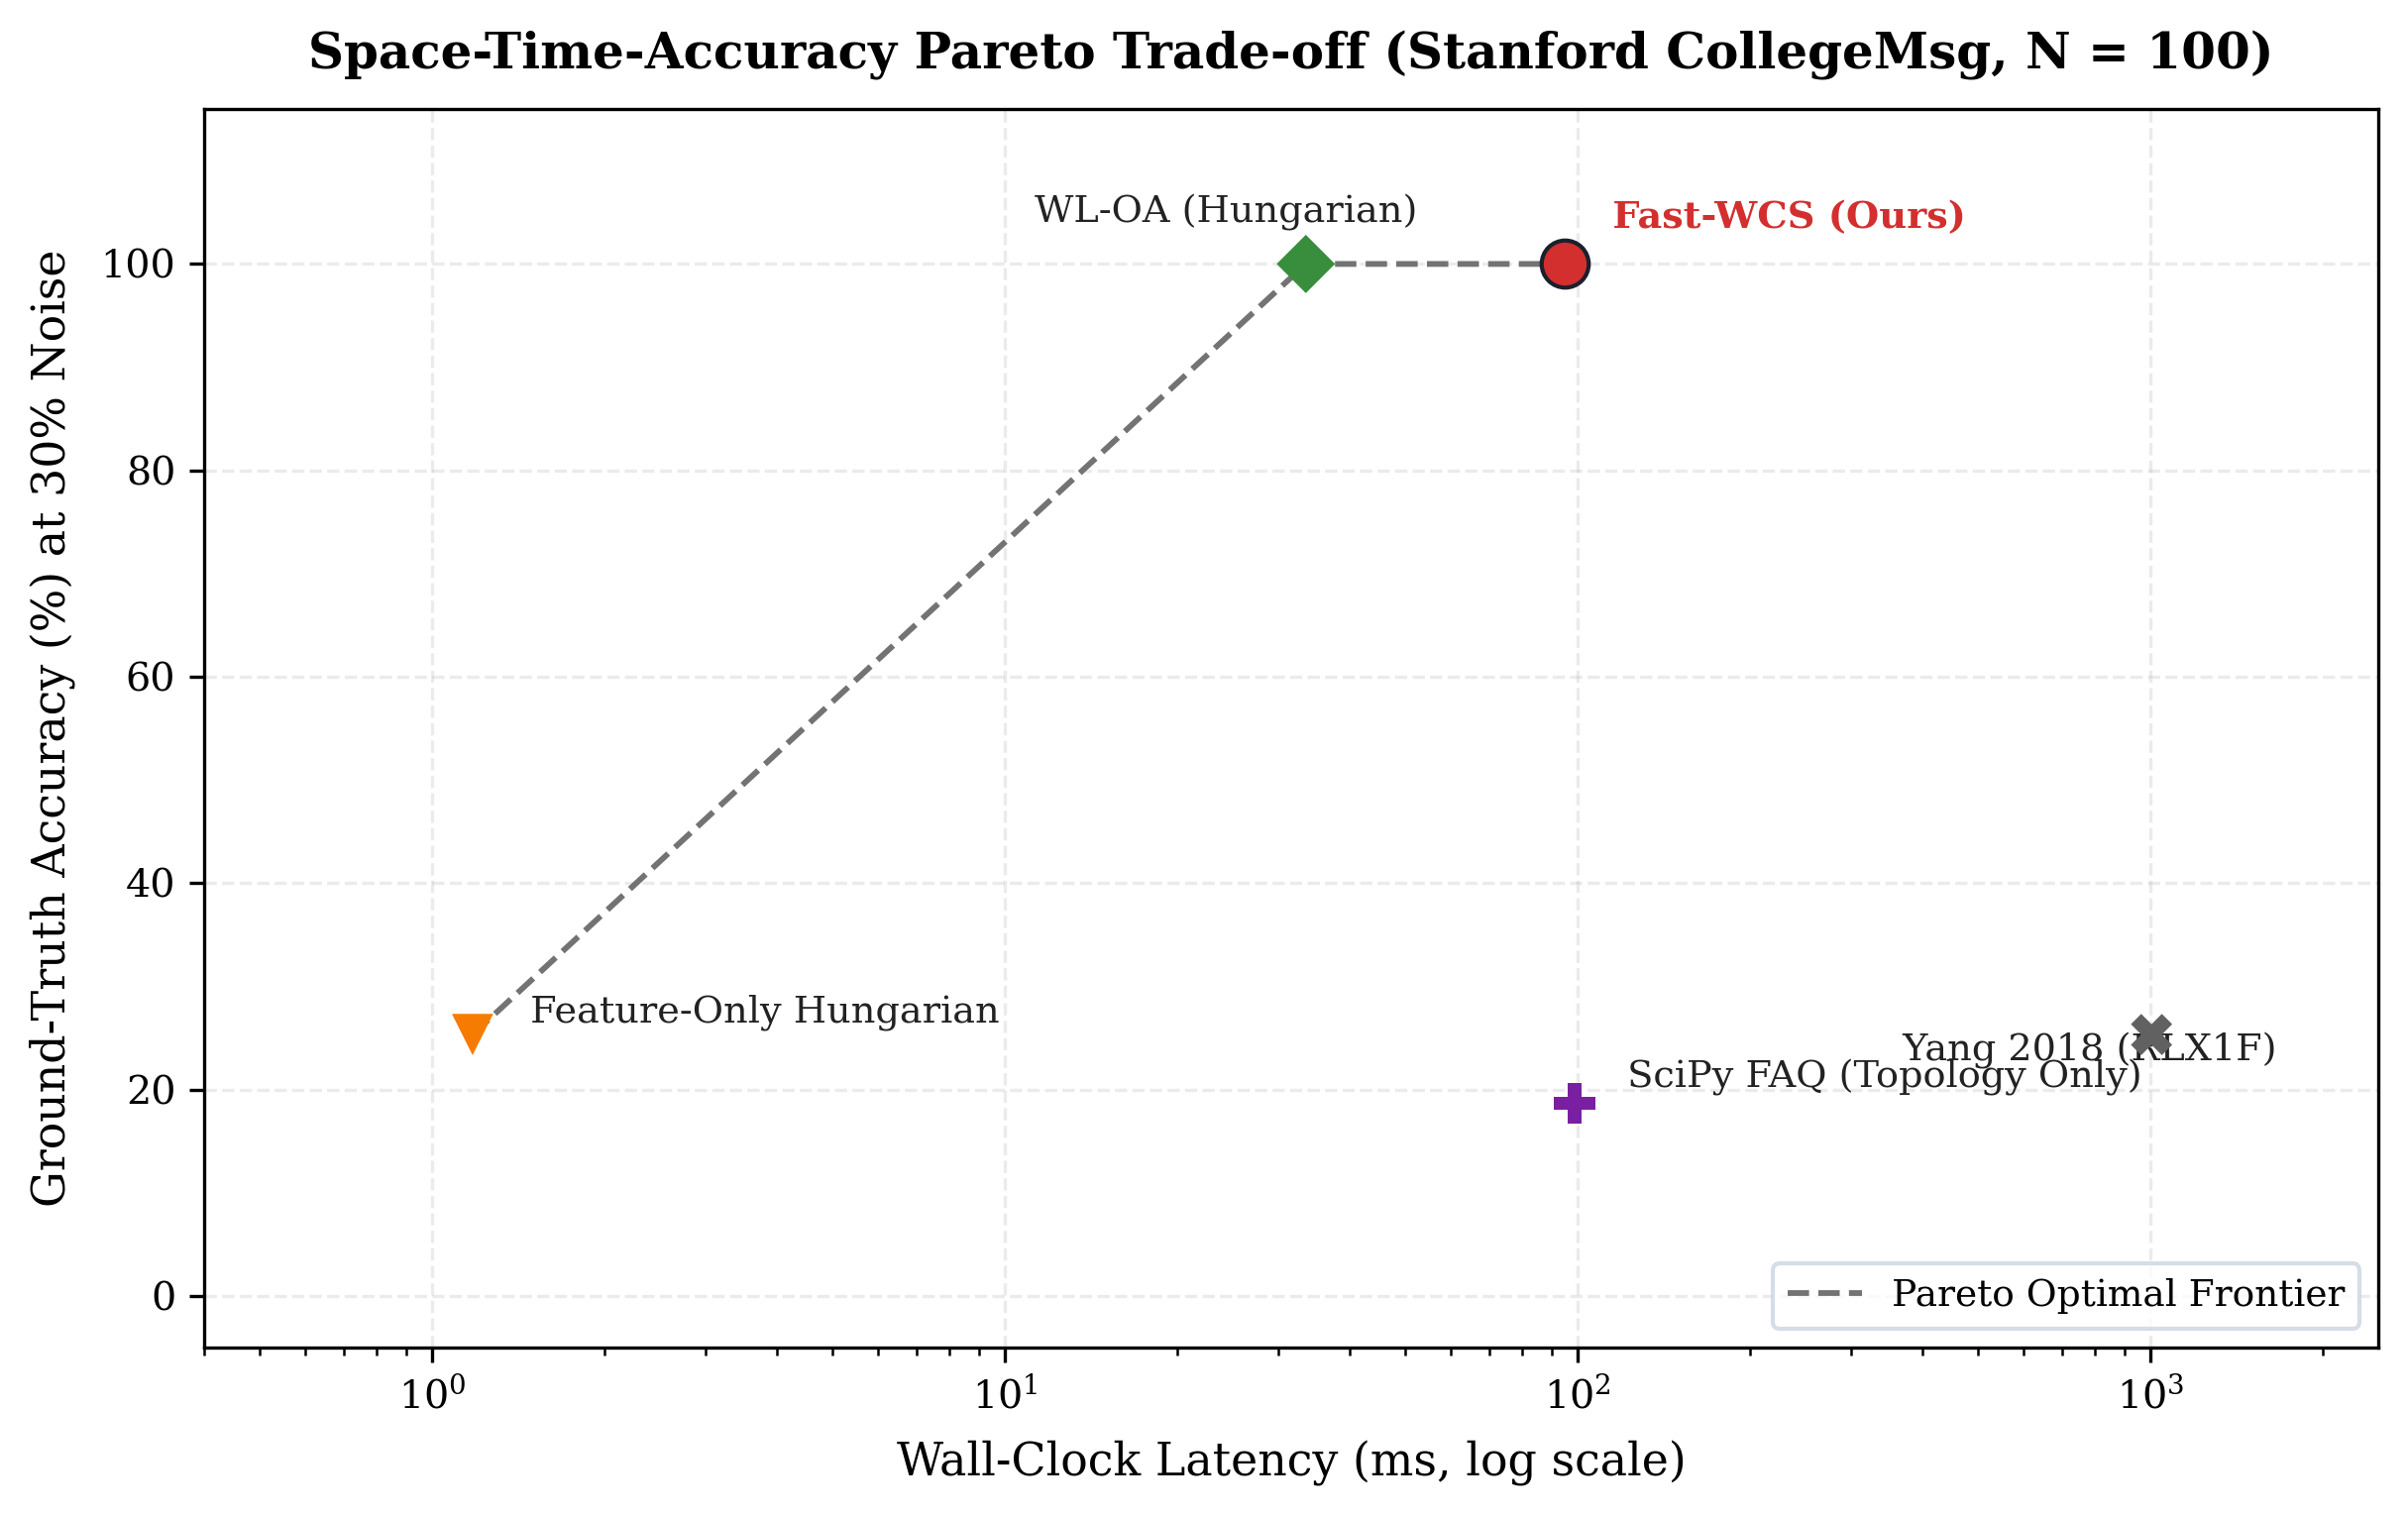 Space-Time-Accuracy Pareto Trade-off (Stanford CollegeMsg, N = 100)
Ground-Truth Accuracy (%) at 30% Noise
100
80
60
40
20
0
WL-OA (Hungarian)
Fast-WCS (Ours)
Feature-Only Hungarian
Yang 2018 (KLX1F)
SciPy FAQ (Topology Only)
Pareto Optimal Frontier
10⁰
10¹
10²
10³
Wall-Clock Latency (ms, log scale)